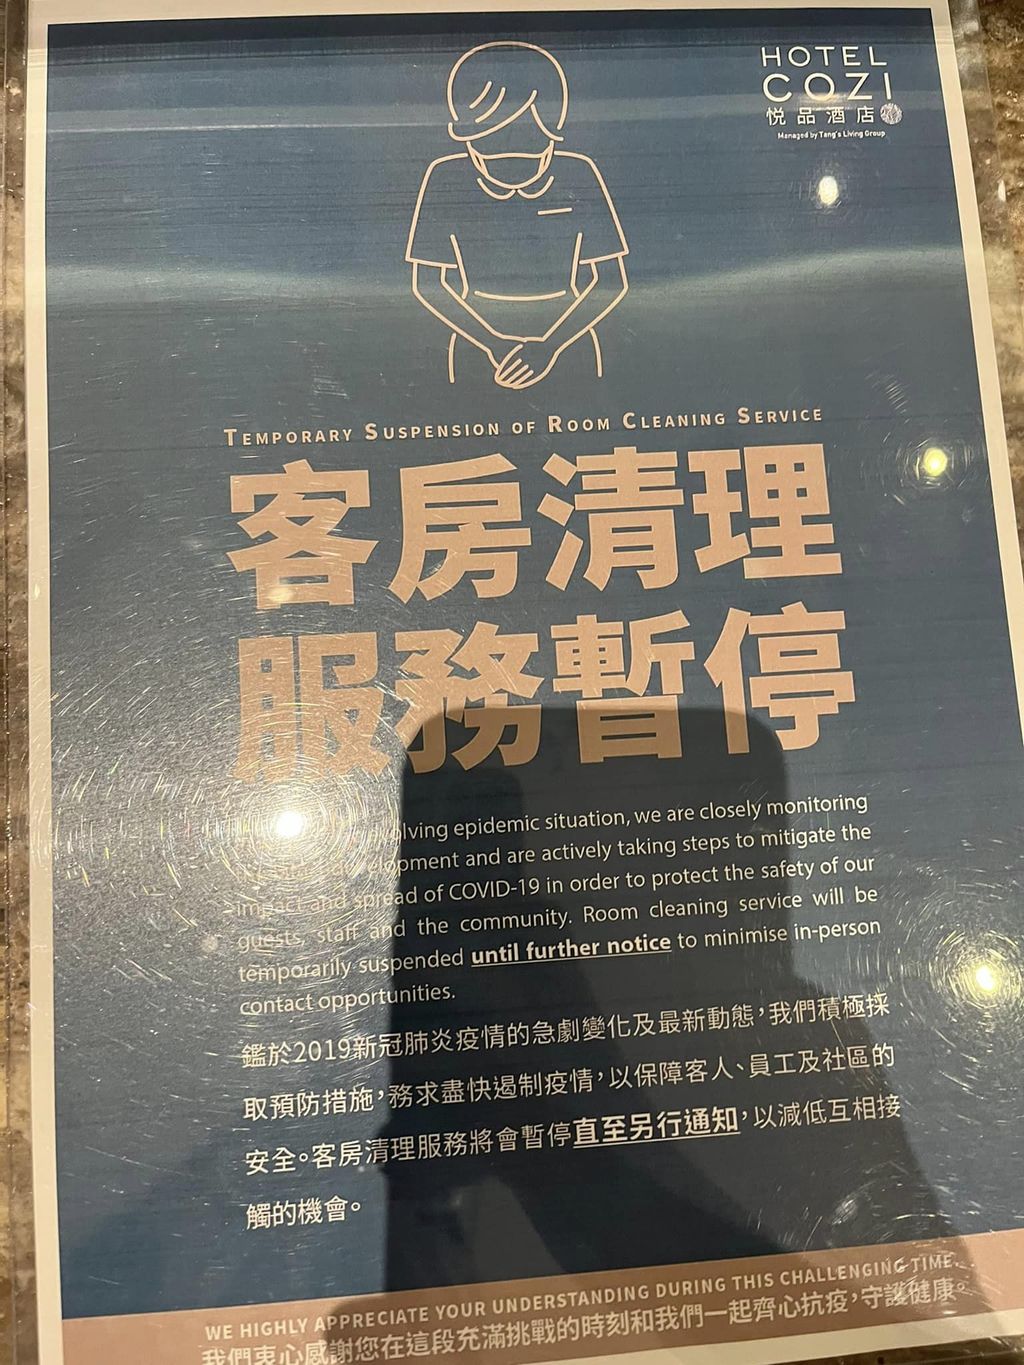 HOTEL
COZI
悦品酒店
Managed by Tang's Living Group
TEMPORARY SUSPENSION OF ROOM CLEANING SERVICE
客房清理
服務暫停
epidemic situation, we are closely monitoring
and are actively taking steps to mitigate the
impact and spread of COVID-19 in order to protect the safety of our
guests, staff and the community. Room cleaning service will be
temporarily suspended until further notice to minimise in-person
contact opportunities.
鑑於2019新冠肺炎疫情的急劇變化及最新動態，我們積極採
取預防措施，務求盡快遏制疫情，以保障客人、員工及社區的
安全。客房清理服務將會暫停直至另行通知，以減低互相接
觸的機會。
WE HIGHLY APPRECIATE YOUR UNDERSTANDING DURING THIS CHALLENGING TIME.
我們衷心感謝您在這段充滿挑戰的時刻和我們一起齊心抗疫，守護健康。